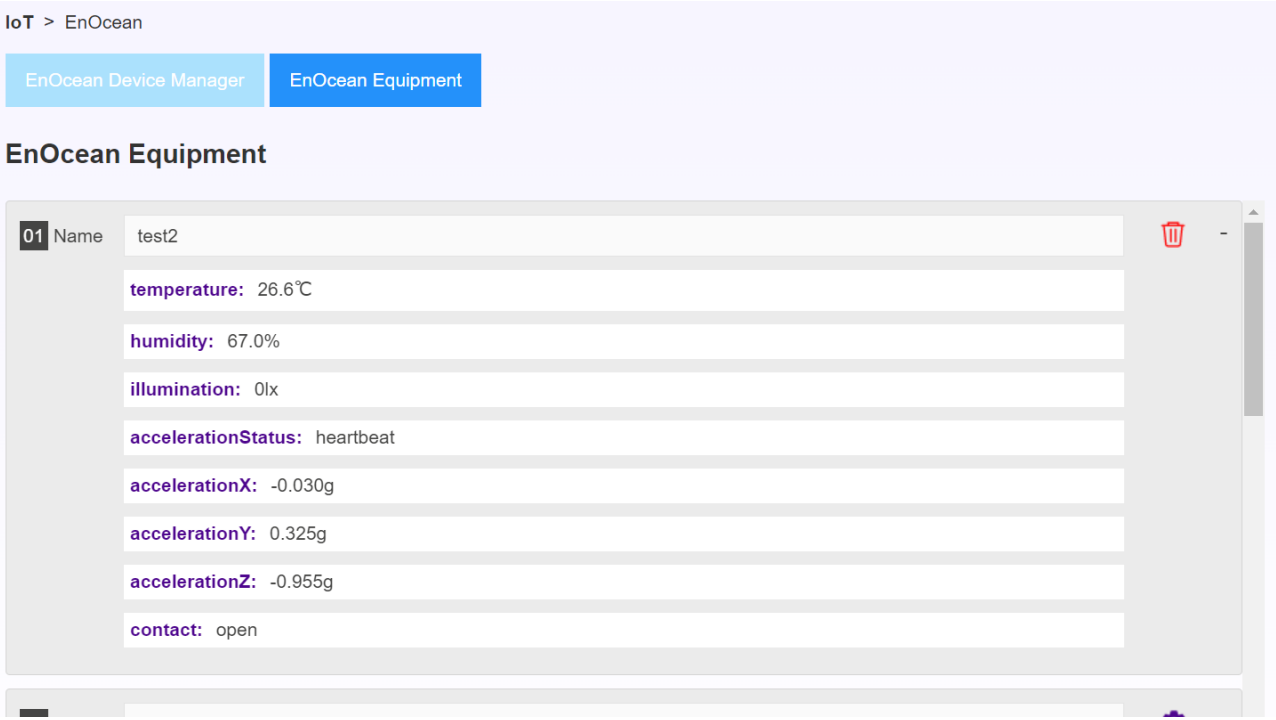 IoT > EnOcean
EnOcean Device Manager EnOcean Equipment
EnOcean Equipment
01 Name test2 -
temperature: 26.6℃
humidity: 67.0%
illumination: 0lx
accelerationStatus: heartbeat
accelerationX: -0.030g
accelerationY: 0.325g
accelerationZ: -0.955g
contact: open